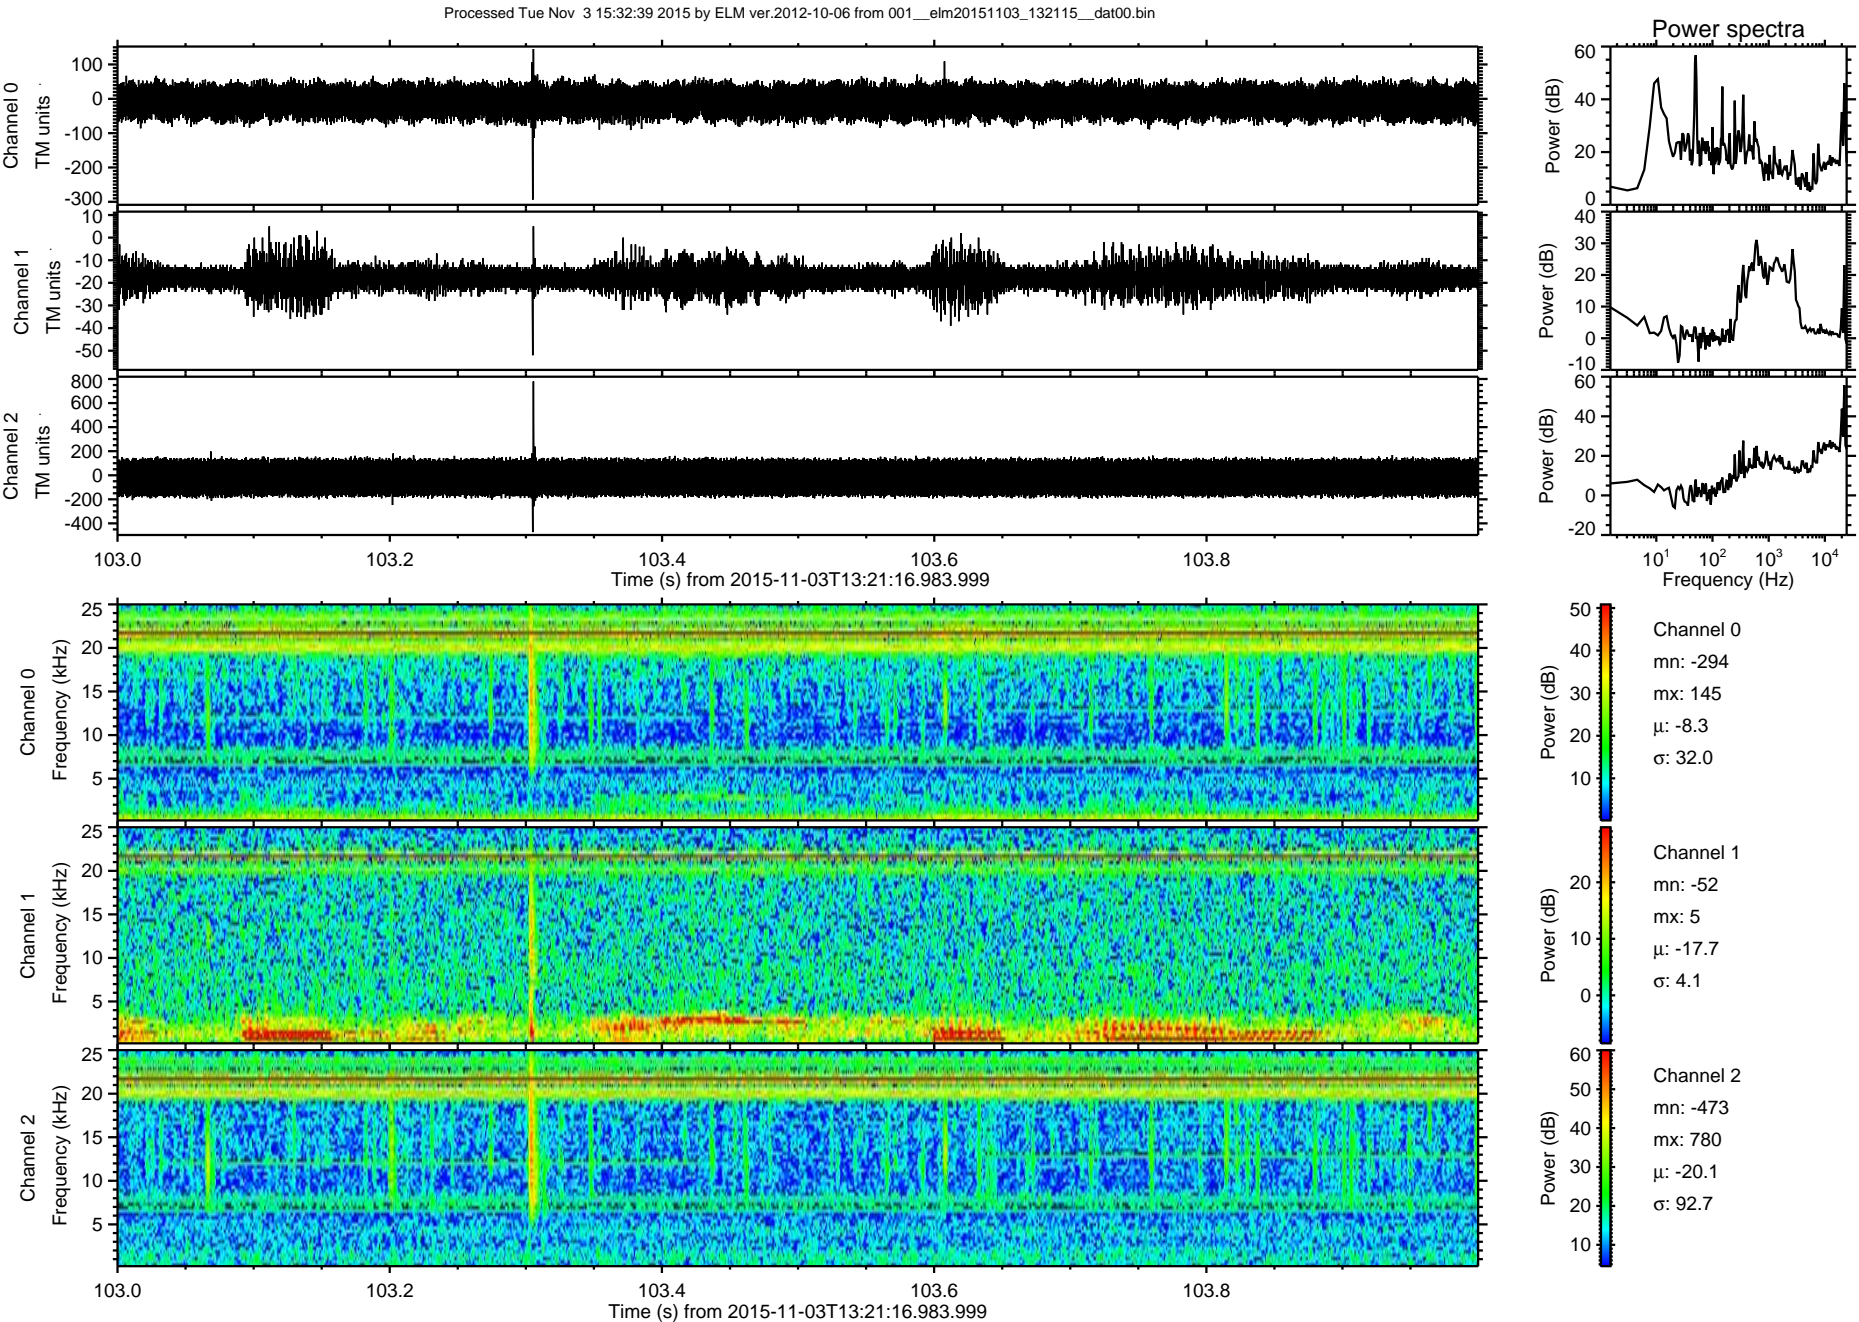 Processed Tue Nov  3 15:32:39 2015 by ELM ver.2012-10-06 from 001__elm20151103_132115__dat00.bin
Power spectra
Channel 0
TM units
100
0
-100
-200
-300
Power (dB)
60
40
20
0
Channel 1
TM units
10
0
-10
-20
-30
-40
-50
Power (dB)
40
30
20
10
0
-10
Channel 2
TM units
800
600
400
200
0
-200
-400
Power (dB)
60
40
20
0
-20
103.0 103.2 103.4 103.6 103.8
Time (s) from 2015-11-03T13:21:16.983.999
10^1 10^2 10^3 10^4
Frequency (Hz)
Channel 0
Frequency (kHz)
25
20
15
10
5
Power (dB)
50
40
30
20
10
Channel 0
mn: -294
mx: 145
μ: -8.3
σ: 32.0
Channel 1
Frequency (kHz)
25
20
15
10
5
Power (dB)
20
10
0
Channel 1
mn: -52
mx: 5
μ: -17.7
σ: 4.1
Channel 2
Frequency (kHz)
25
20
15
10
5
Power (dB)
60
50
40
30
20
10
Channel 2
mn: -473
mx: 780
μ: -20.1
σ: 92.7
103.0 103.2 103.4 103.6 103.8
Time (s) from 2015-11-03T13:21:16.983.999